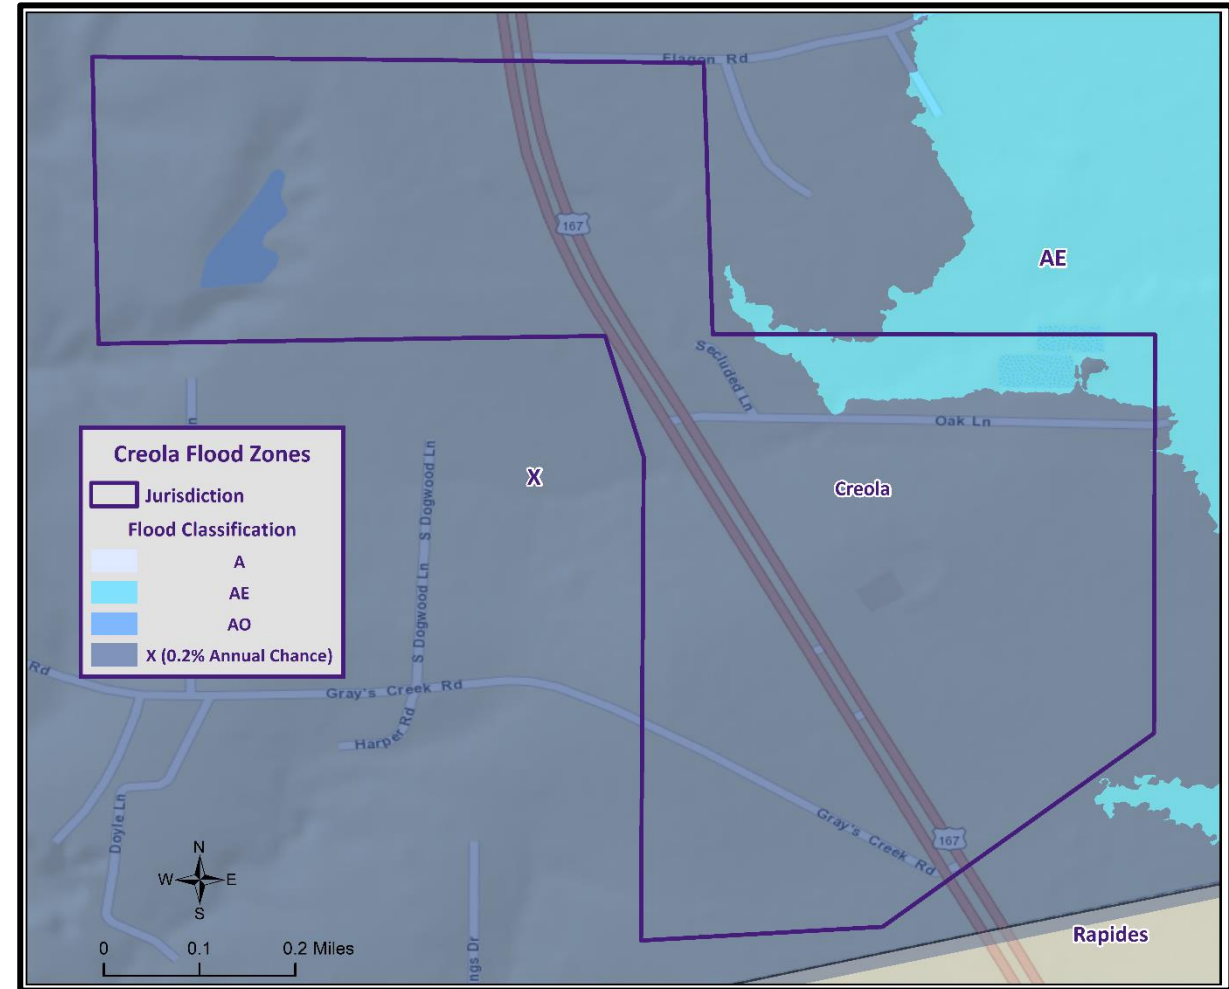 Flagon Rd
167
AE
Secluded Ln
Oak Ln
n
Creola Flood Zones
Jurisdiction
Flood Classification
A
AE
AO
X (0.2% Annual Chance)
X
Creola
S Dogwood Ln
S Dogwood Ln
Rd
Gray's Creek Rd
Harper Rd
Doyle Ln
Gray's Creek Rd
167
N
W
E
S
0
0.1
0.2 Miles
ngs Dr
Rapides